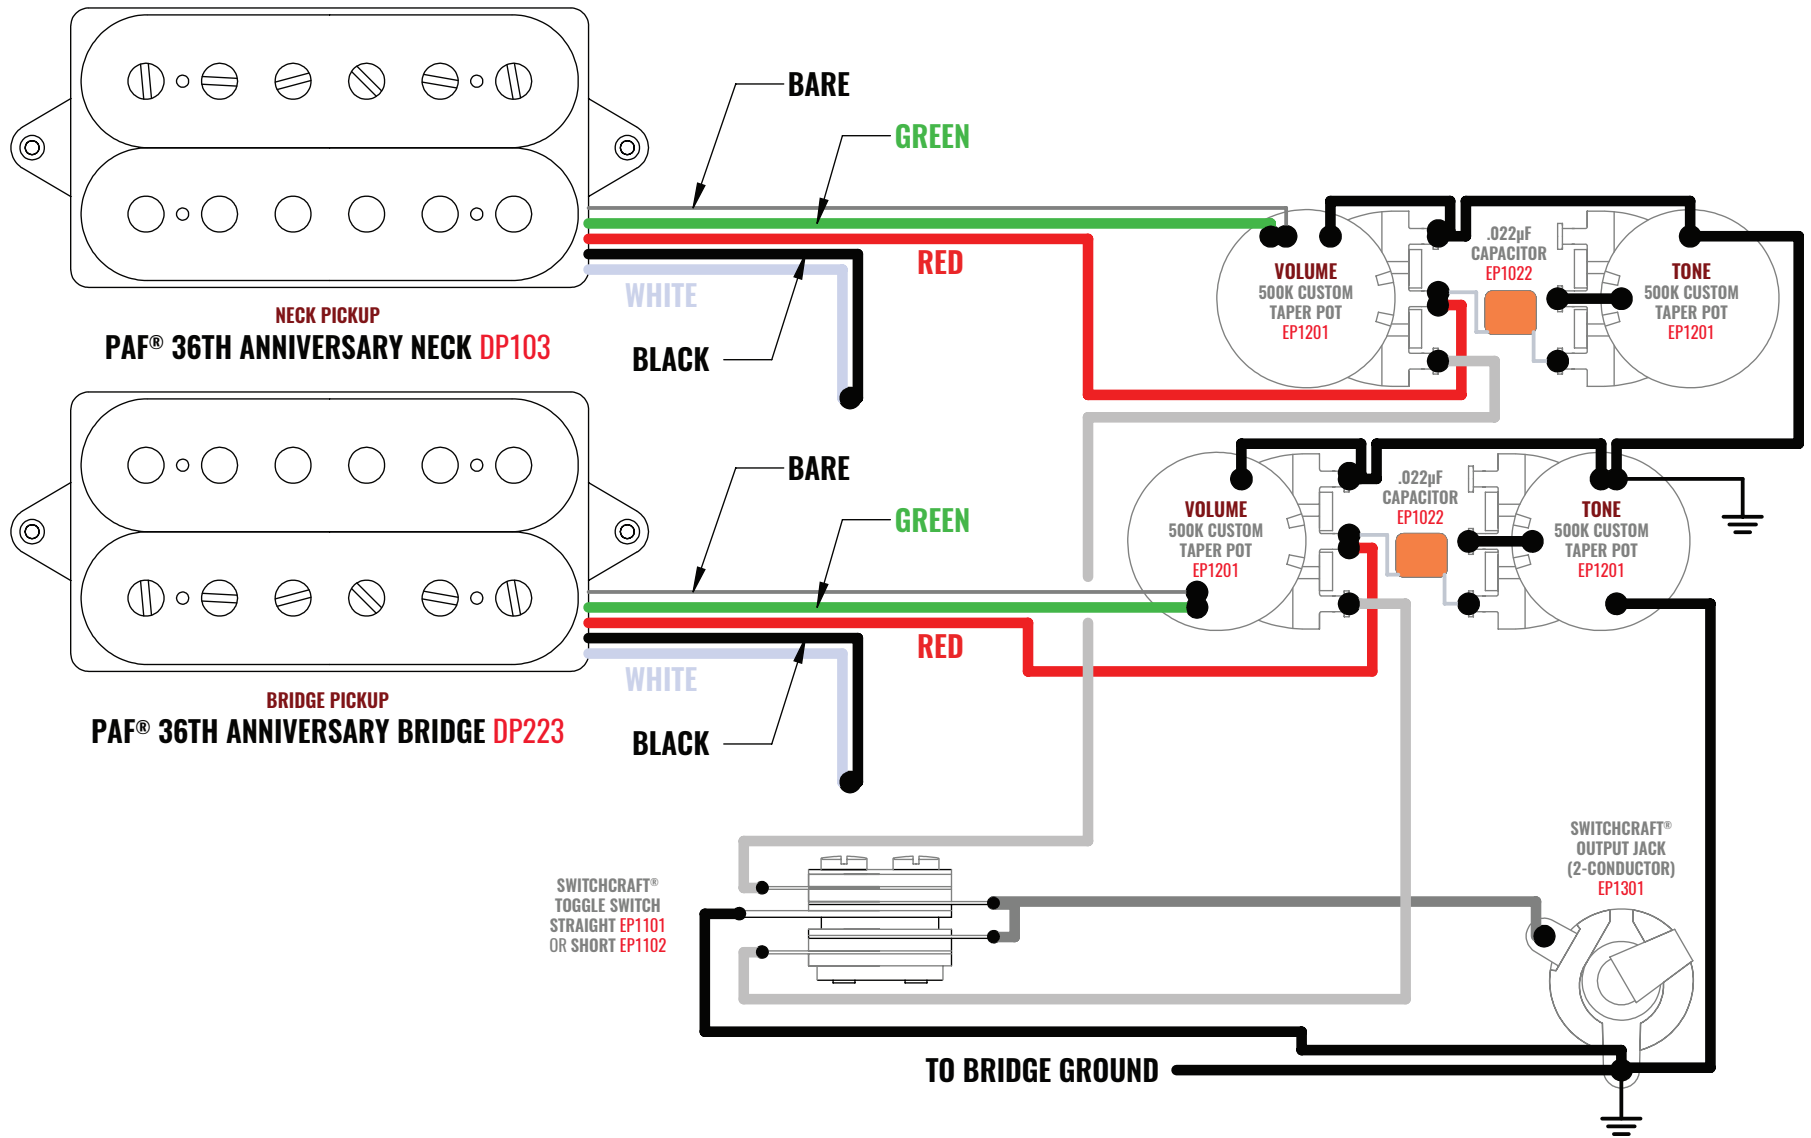 BARE
GREEN
RED
WHITE
BLACK
NECK PICKUP
PAF® 36TH ANNIVERSARY NECK DP103
VOLUME
500K CUSTOM
TAPER POT
EP1201
.022µF
CAPACITOR
EP1022
TONE
500K CUSTOM
TAPER POT
EP1201
BARE
GREEN
RED
WHITE
BLACK
BRIDGE PICKUP
PAF® 36TH ANNIVERSARY BRIDGE DP223
VOLUME
500K CUSTOM
TAPER POT
EP1201
.022µF
CAPACITOR
EP1022
TONE
500K CUSTOM
TAPER POT
EP1201
SWITCHCRAFT®
TOGGLE SWITCH
STRAIGHT EP1101
OR SHORT EP1102
SWITCHCRAFT®
OUTPUT JACK
(2-CONDUCTOR)
EP1301
TO BRIDGE GROUND